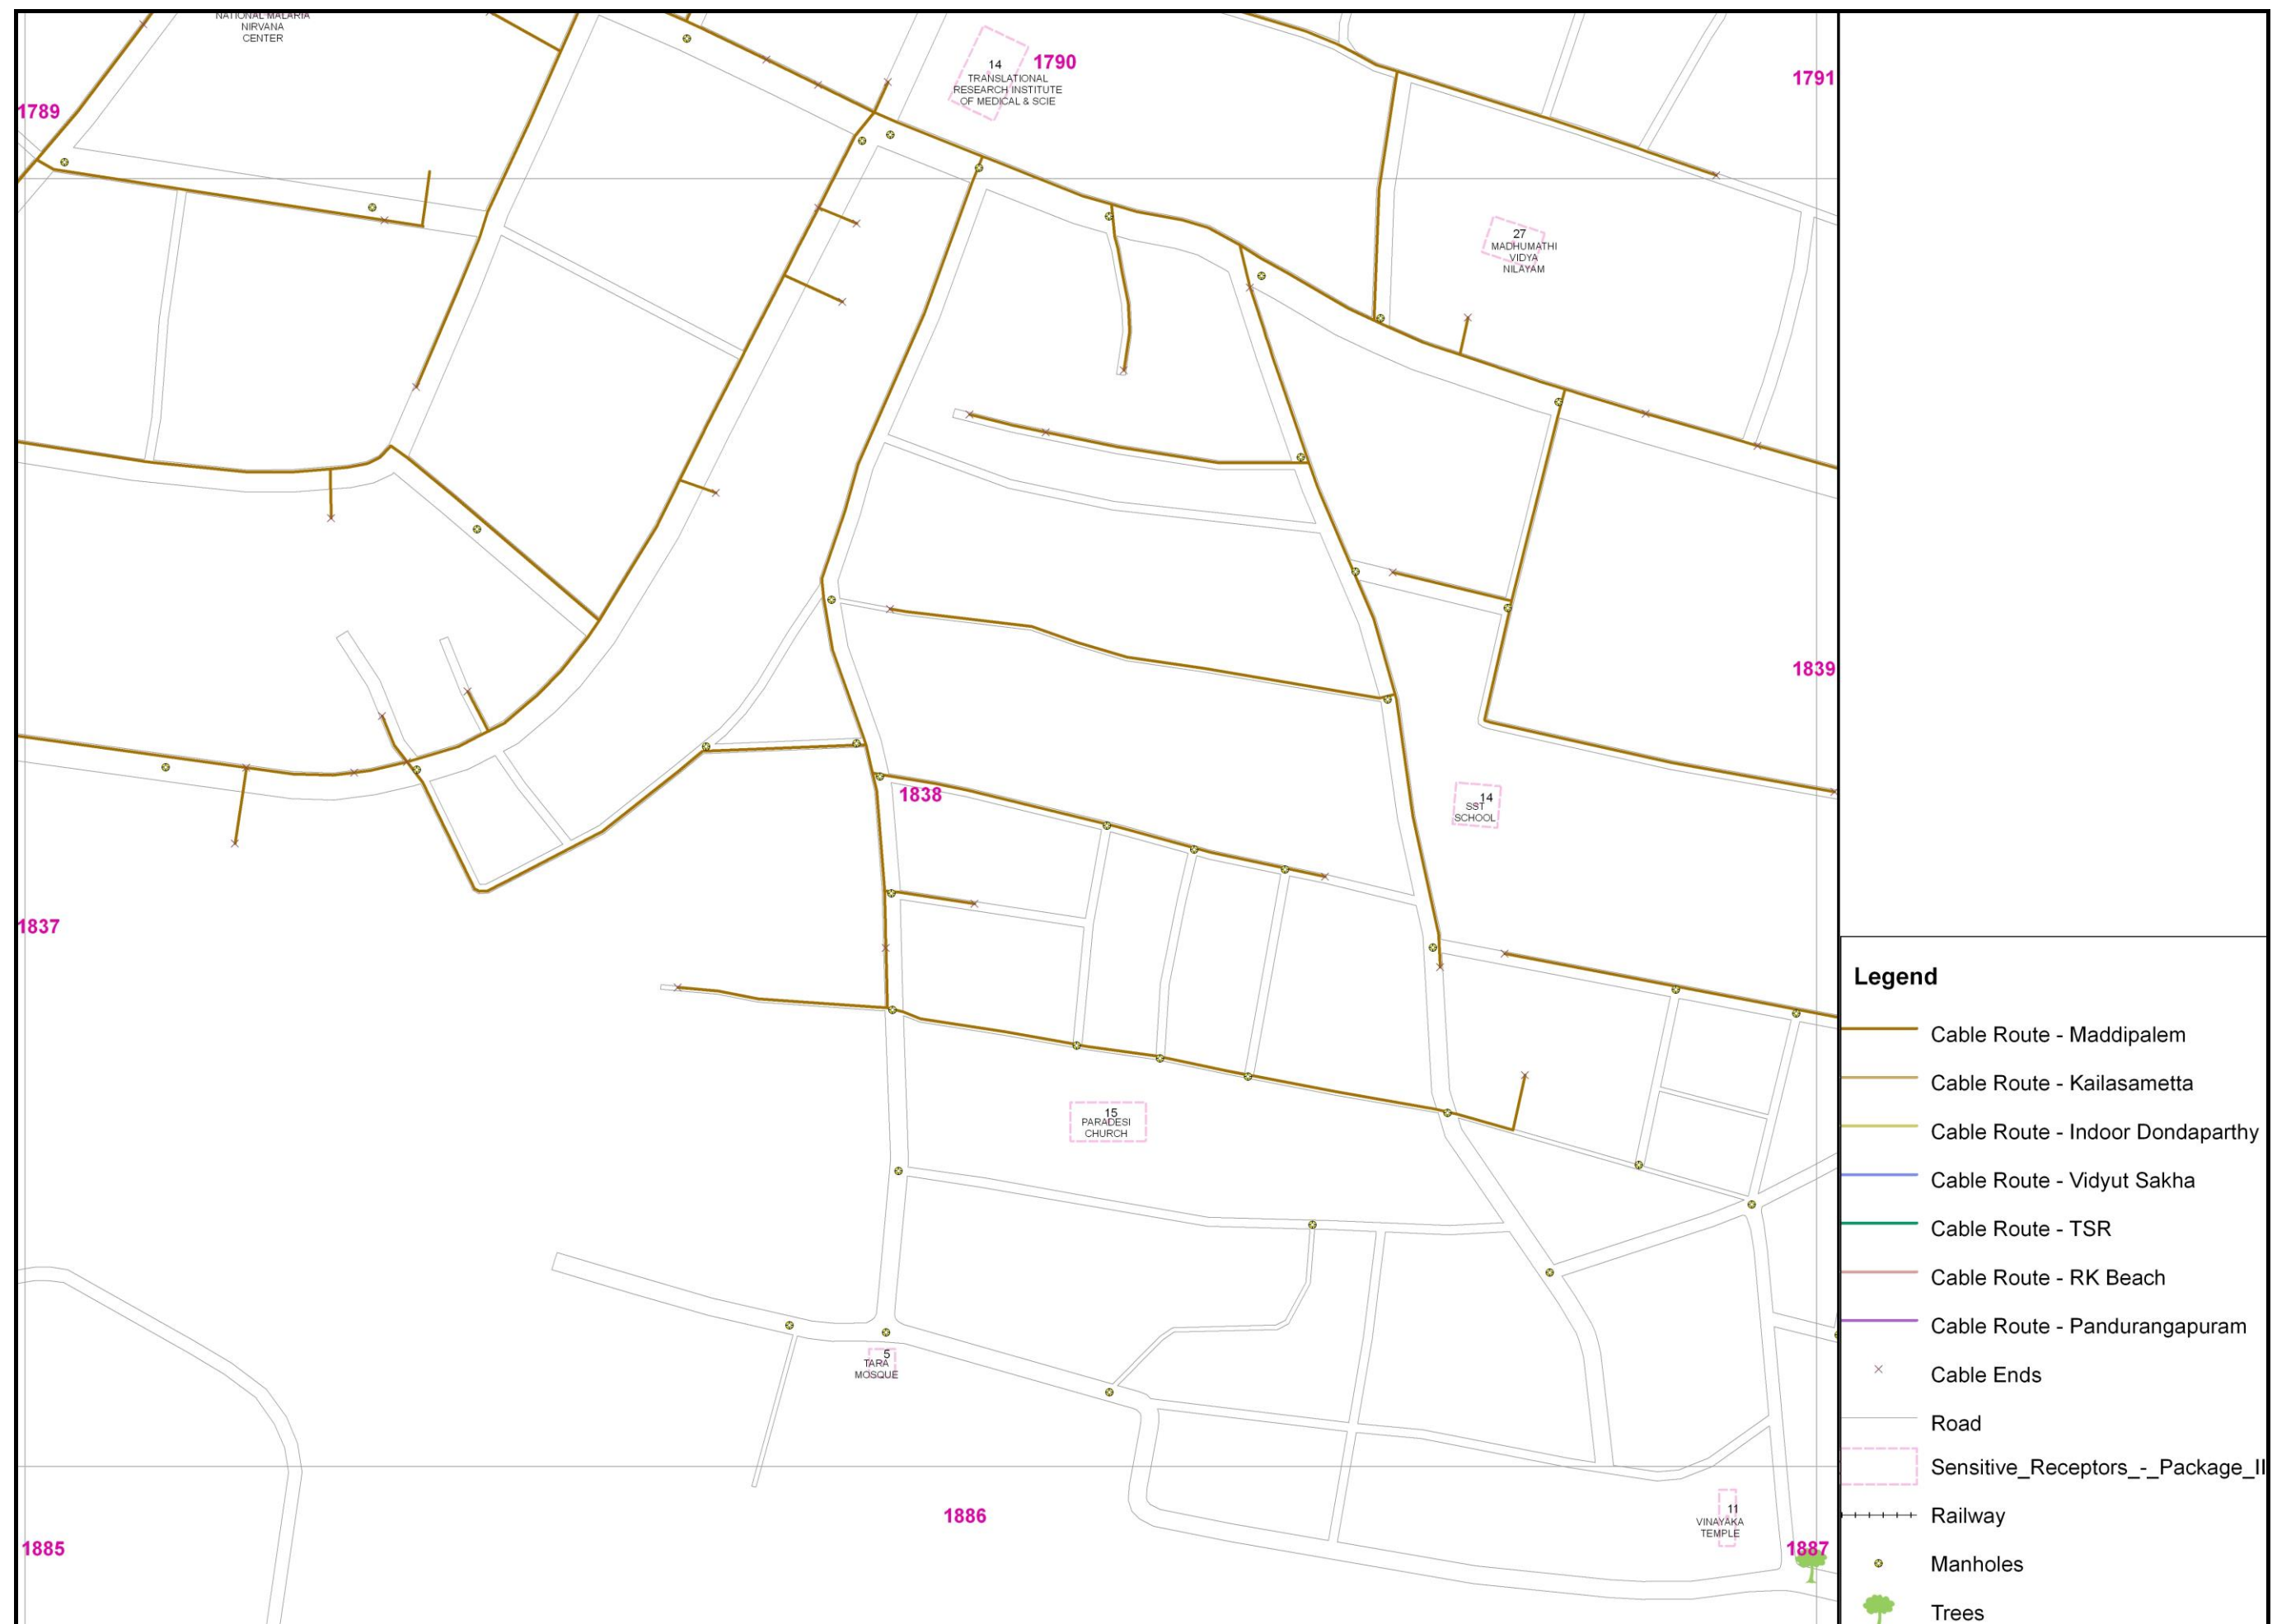 NATIONAL MALARIA
NIRVANA
CENTER
14
TRANSLATIONAL
RESEARCH INSTITUTE
OF MEDICAL & SCIE
1790
1791
1789
27
MADHUMATHI
VIDYA
NILAYAM
1839
1838
14
SST
SCHOOL
1837
15
PARADESI
CHURCH
5
TARA
MOSQUE
1886
11
VINAYAKA
TEMPLE
1885
1887
Legend
Cable Route - Maddipalem
Cable Route - Kailasametta
Cable Route - Indoor Dondaparthy
Cable Route - Vidyut Sakha
Cable Route - TSR
Cable Route - RK Beach
Cable Route - Pandurangapuram
Cable Ends
Road
Sensitive_Receptors_-_Package_II
Railway
Manholes
Trees